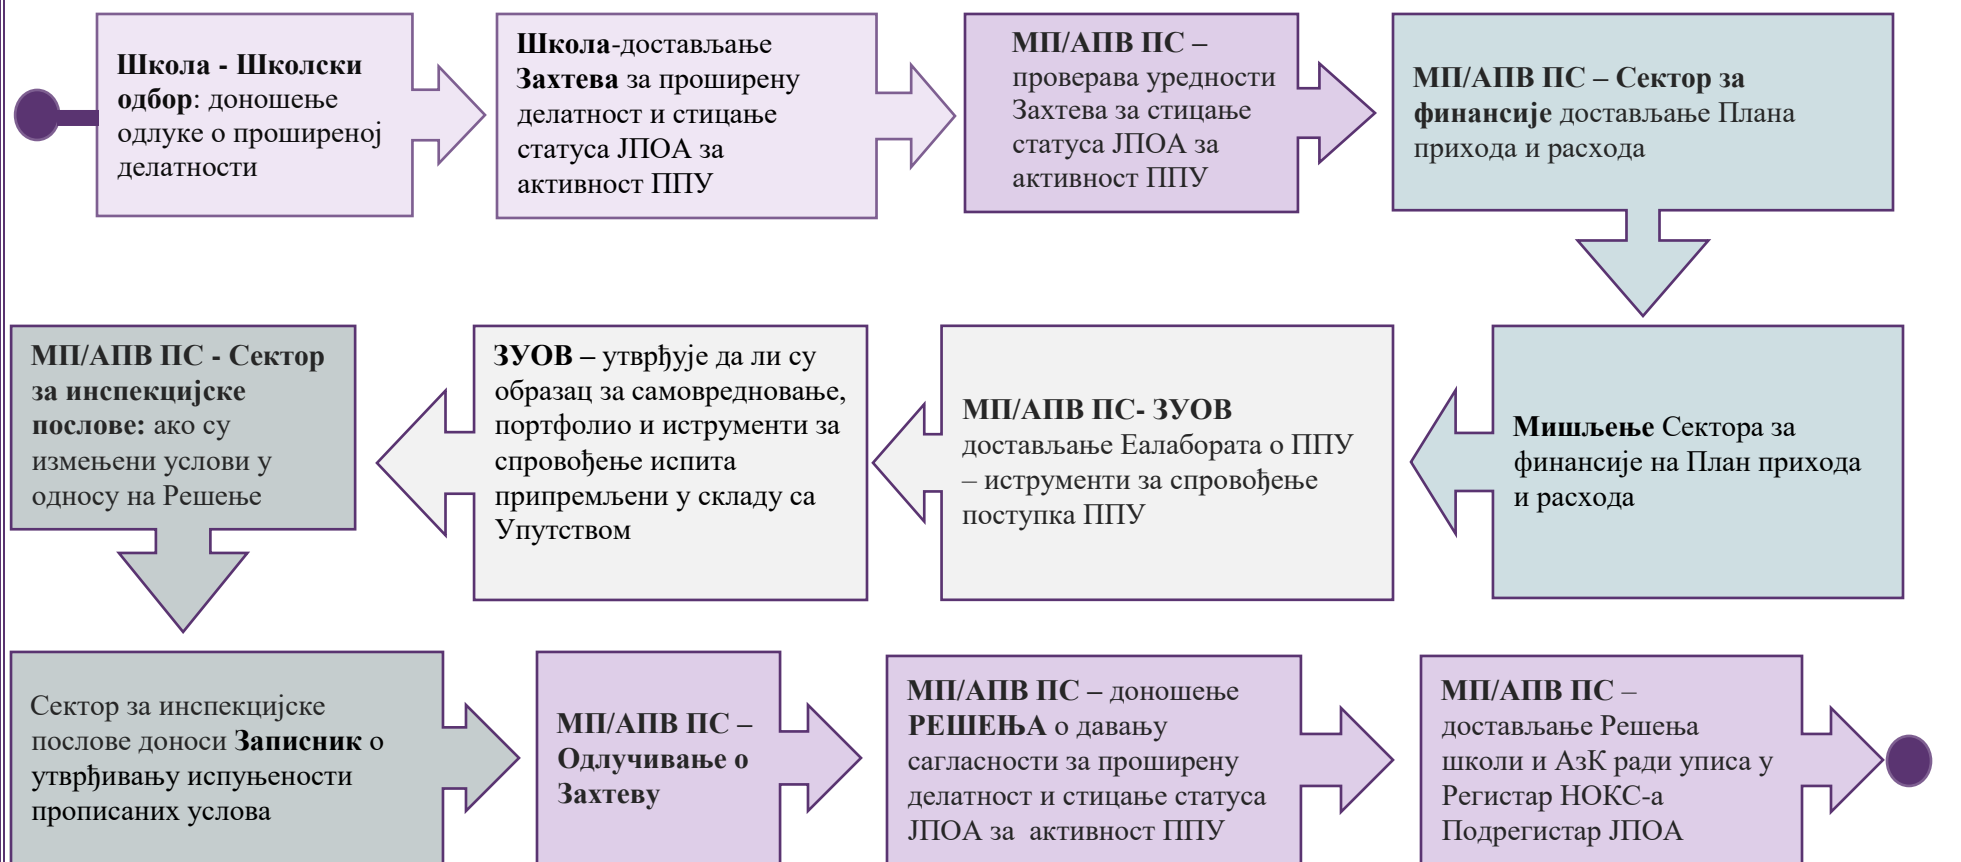 Школа - Школски
одбор: доношење
одлуке о проширеној
делатности
Школа-достављање
Захтева за проширену
делатност и стицање
статуса ЈПОА за
активност ППУ
МП/АПВ ПС –
проверава уредности
Захтева за стицање
статуса ЈПОА за
активност ППУ
МП/АПВ ПС – Сектор за
финансије достављање Плана
прихода и расхода
Мишљење Сектора за
финансије на План прихода
и расхода
МП/АПВ ПС- ЗУОВ
достављање Еалабората о ППУ
– иструменти за спровођење
поступка ППУ
ЗУОВ – утврђује да ли су
образац за самовредновање,
портфолио и иструменти за
спровођење испита
припремљени у складу са
Упутством
МП/АПВ ПС - Сектор
за инспекцијске
послове: ако су
измењени услови у
односу на Решење
Сектор за инспекцијске
послове доноси Записник о
утврђивању испуњености
прописаних услова
МП/АПВ ПС –
Одлучивање о
Захтеву
МП/АПВ ПС – доношење
РЕШЕЊА о давању
сагласности за проширену
делатност и стицање статуса
ЈПОА за активност ППУ
МП/АПВ ПС –
достављање Решења
школи и АзК ради уписа у
Регистар НОКС-а
Подрегистар ЈПОА